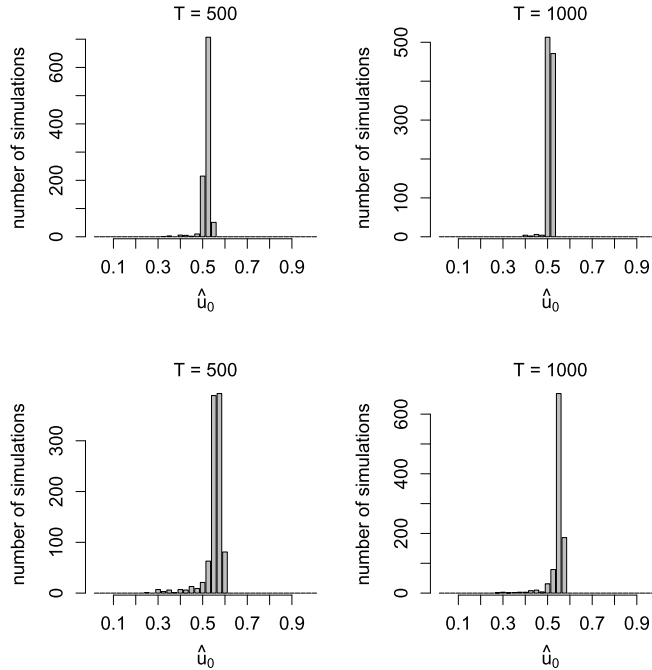 T = 500
number of simulations
0 200 400 600
0.1 0.3 0.5 0.7 0.9
û₀
T = 1000
number of simulations
0 100 300 500
0.1 0.3 0.5 0.7 0.9
û₀
T = 500
number of simulations
0 100 200 300
0.1 0.3 0.5 0.7 0.9
û₀
T = 1000
number of simulations
0 200 400 600
0.1 0.3 0.5 0.7 0.9
û₀